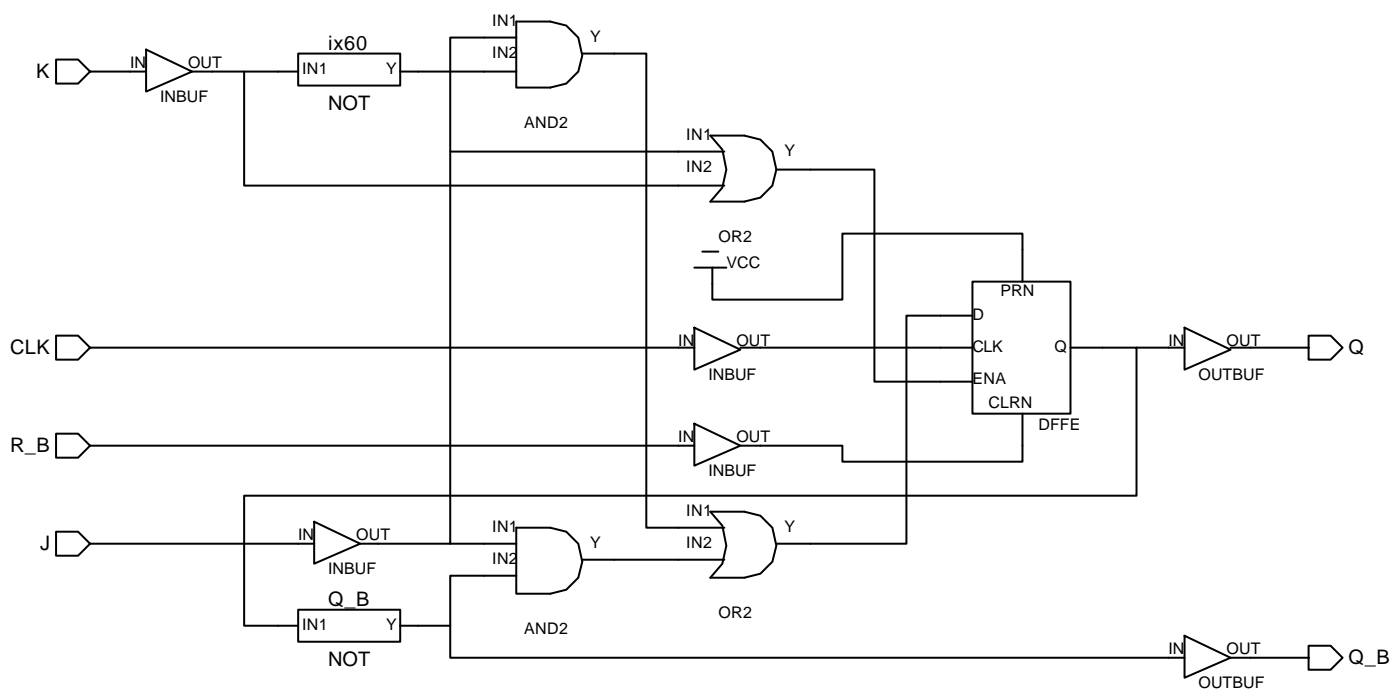 IN1
Y
IN2
AND2
K
IN
OUT
INBUF
ix60
IN1
Y
NOT
IN1
Y
IN2
OR2
VCC
PRN
D
CLK
Q
ENA
CLRN
DFFE
CLK
IN
OUT
INBUF
IN
OUT
OUTBUF
Q
R_B
IN
OUT
INBUF
J
IN
OUT
INBUF
IN1
Y
IN2
AND2
IN1
Y
IN2
OR2
Q_B
IN1
Y
NOT
IN
OUT
OUTBUF
Q_B